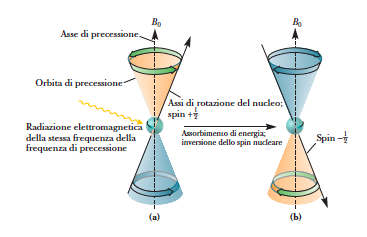 B₀
Asse di precessione
Orbita di precessione
Assi di rotazione del nucleo;
spin +½
Radiazione elettromagnetica
della stessa frequenza della
frequenza di precessione
(a)
Assorbimento di energia;
inversione dello spin nucleare
B₀
Spin −½
(b)